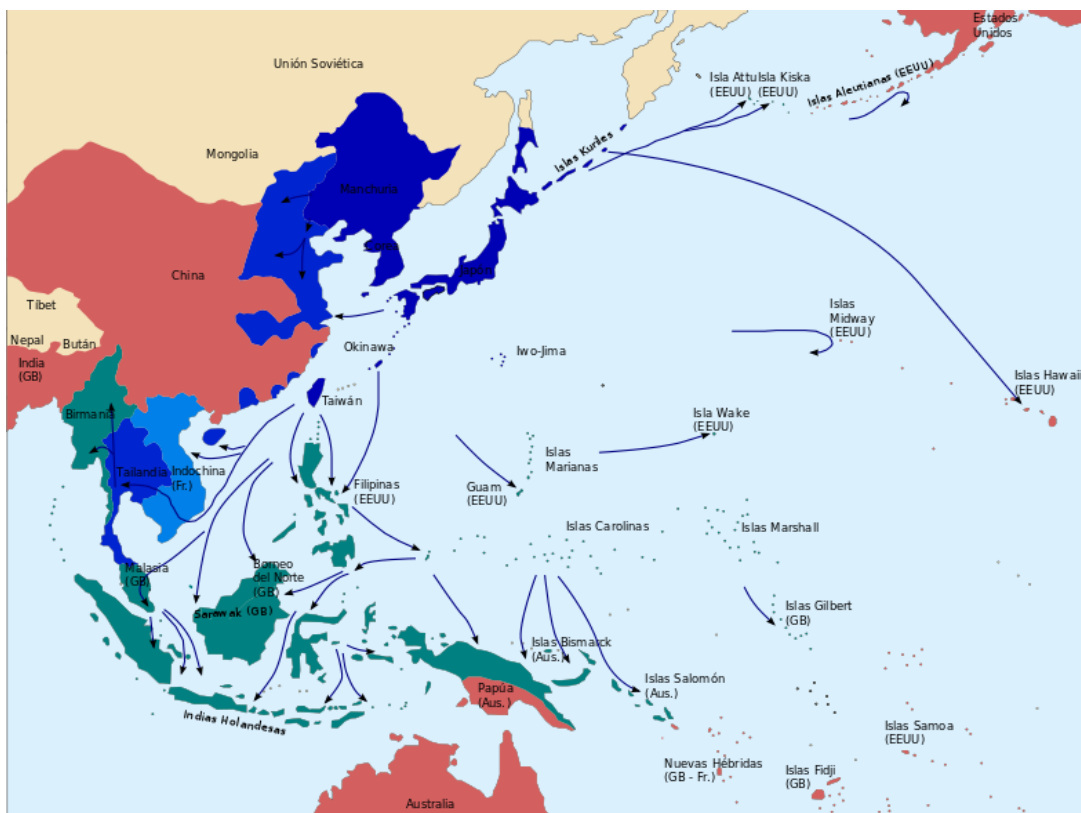 Estados
Unidos
Unión Soviética
Isla Attu
(EEUU)
Isla Kiska
(EEUU)
Islas Aleutianas (EEUU)
Mongolia
Islas Kuriles
Manchuria
Corea
China
Japón
Tíbet
Islas
Midway
(EEUU)
Nepal
Bután
Okinawa
Iwo-Jima
India
(GB)
Islas Hawaii
(EEUU)
Taiwán
Birmania
Isla Wake
(EEUU)
Islas
Marianas
Tailandia
Indochina
(Fr.)
Filipinas
(EEUU)
Guam
(EEUU)
Islas Carolinas
Islas Marshall
Malasia
(GB)
Borneo
del Norte
(GB)
Sarawak (GB)
Islas Gilbert
(GB)
Islas Bismarck
(Aus.)
Papúa
(Aus.)
Islas Salomón
(Aus.)
Indias Holandesas
Islas Samoa
(EEUU)
Nuevas Hébridas
(GB - Fr.)
Islas Fidji
(GB)
Australia